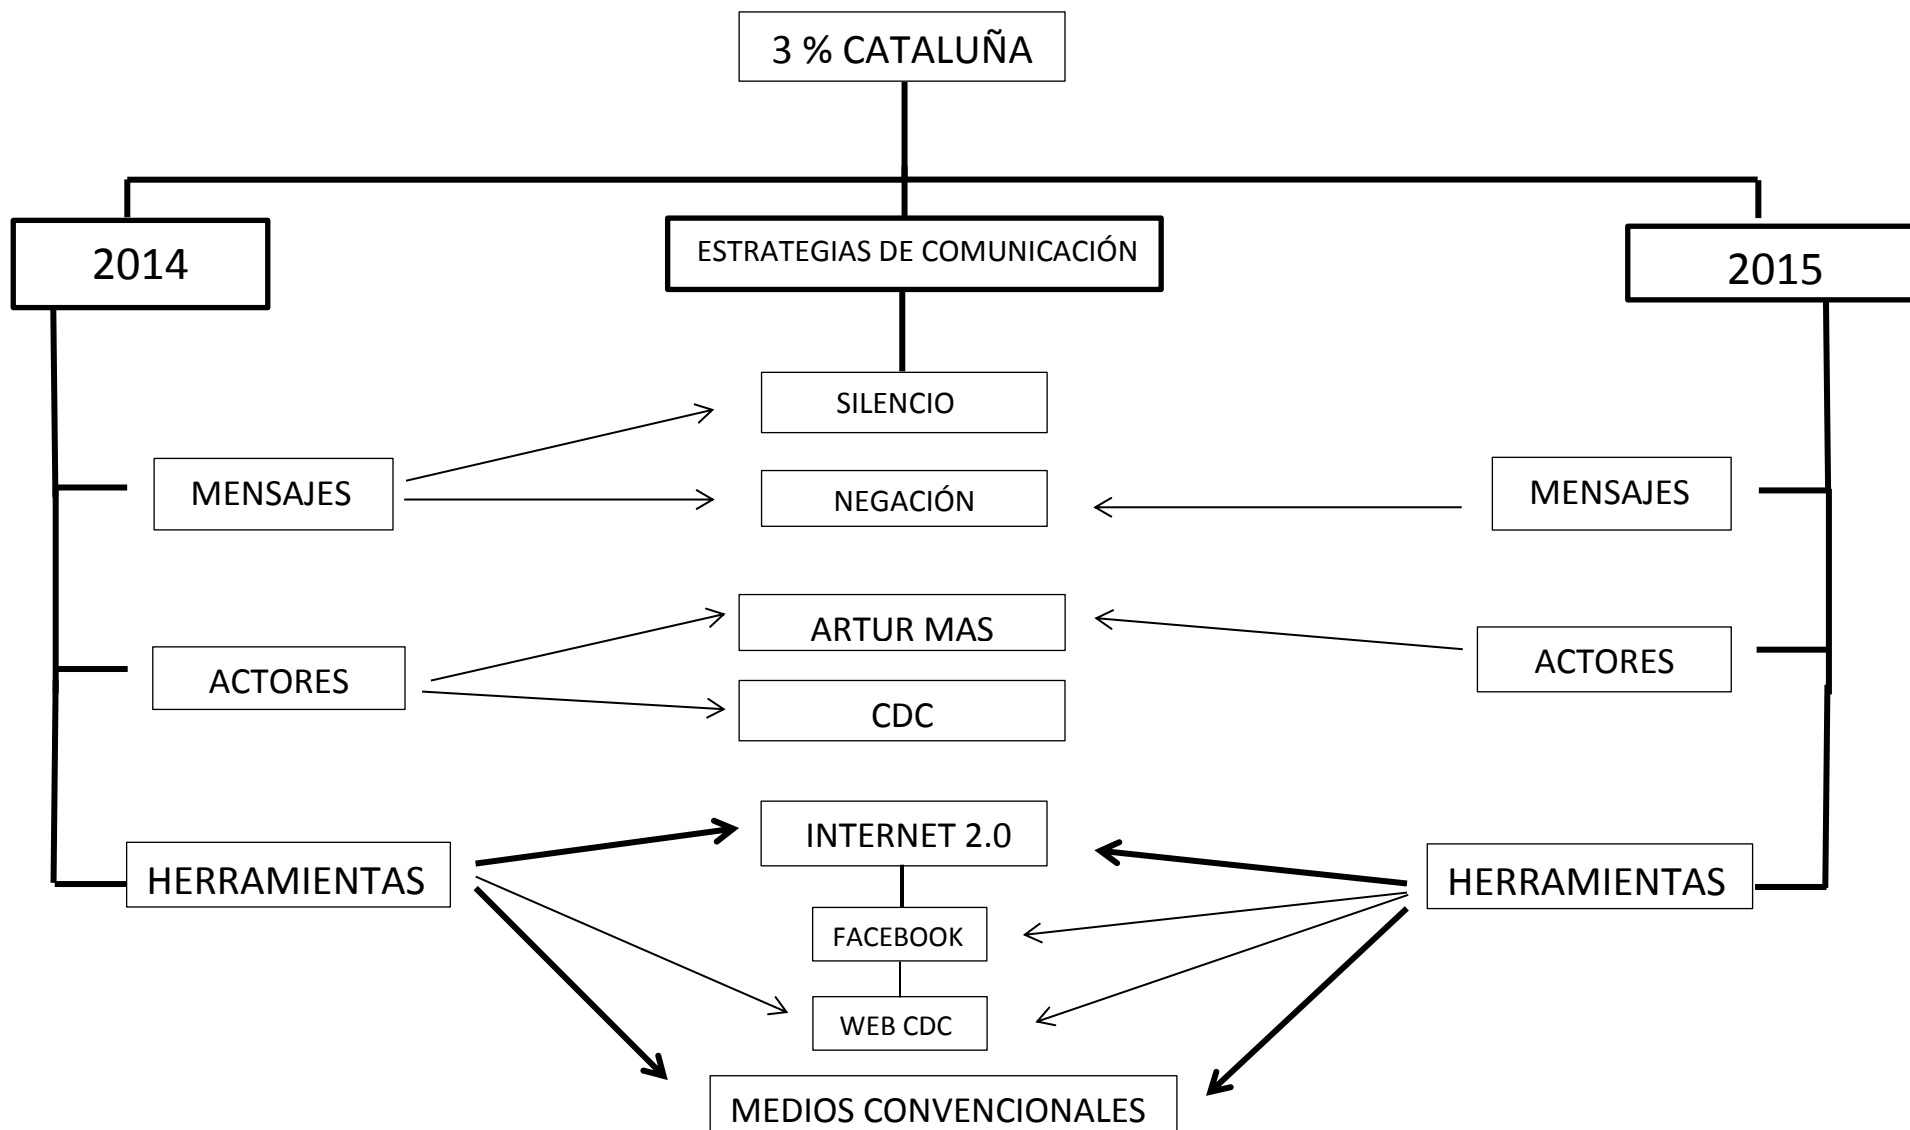 3 % CATALUÑA
2014
ESTRATEGIAS DE COMUNICACIÓN
2015
SILENCIO
MENSAJES
NEGACIÓN
MENSAJES
ARTUR MAS
ACTORES
ACTORES
CDC
INTERNET 2.0
HERRAMIENTAS
HERRAMIENTAS
FACEBOOK
WEB CDC
MEDIOS CONVENCIONALES